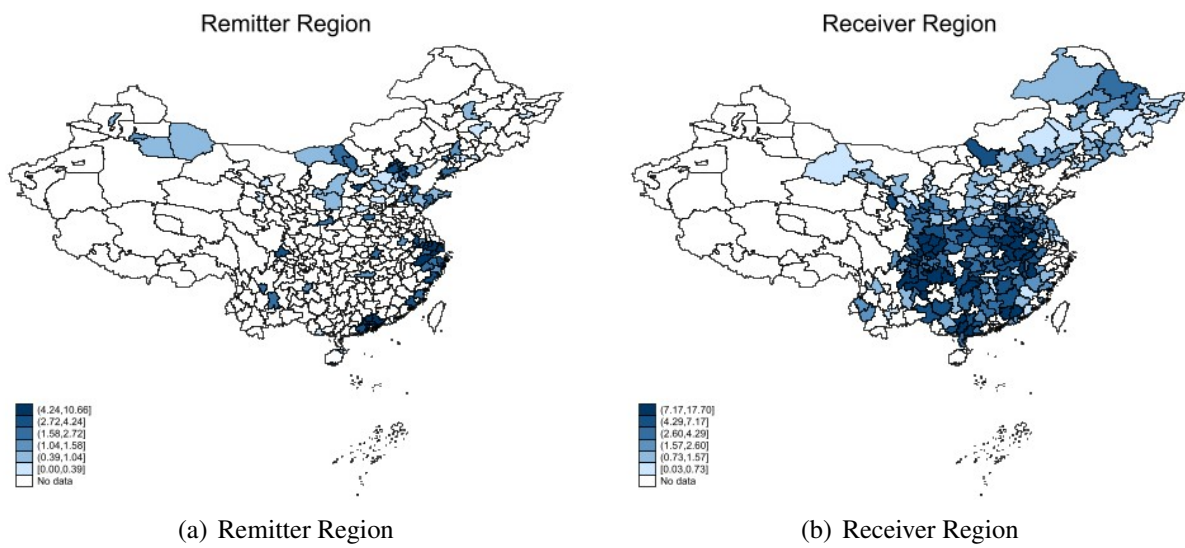 Remitter Region
(4.24,10.66]
(2.72,4.24]
(1.58,2.72]
(1.04,1.58]
(0.39,1.04]
[0.00,0.39]
No data
(a) Remitter Region
Receiver Region
(7.17,17.70]
(4.29,7.17]
(2.60,4.29]
(1.57,2.60]
(0.73,1.57]
[0.03,0.73]
No data
(b) Receiver Region